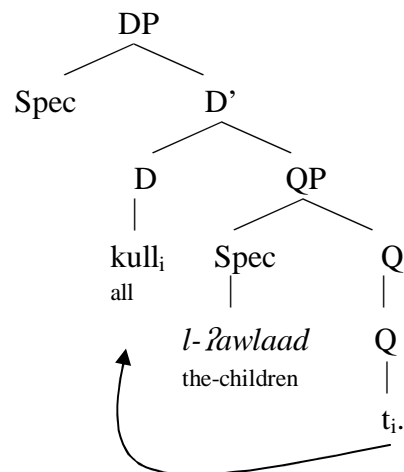 DP
Spec D’
D QP
kullᵢ Spec Q
all
l-ʔawlaad Q
the-children
tᵢ.